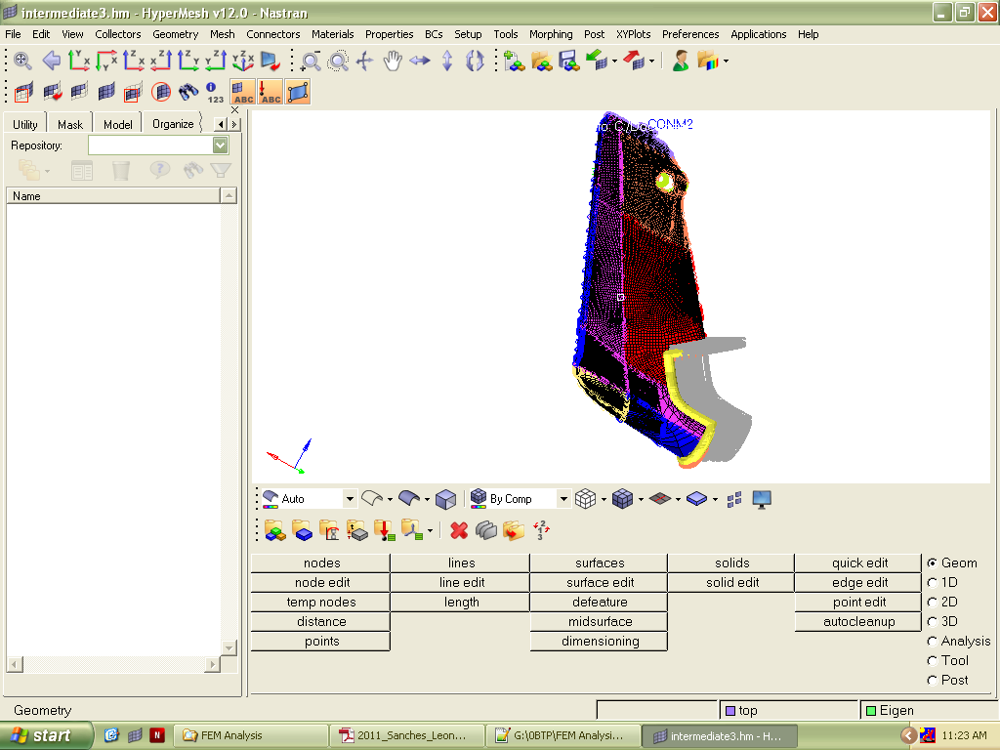 intermediate3.hm - HyperMesh v12.0 - Nastran
File Edit View Collectors Geometry Mesh Connectors Materials Properties BCs Setup Tools Morphing Post XYPlots Preferences Applications Help
123
ABC ABC
Utility Mask Model Organize
Repository:
Name
CONM2
Auto By Comp
nodes lines surfaces solids quick edit Geom
node edit line edit surface edit solid edit edge edit 1D
temp nodes length defeature point edit 2D
distance midsurface autocleanup 3D
points dimensioning Analysis
Tool
Post
Geometry top Eigen
start FEM Analysis 2011_Sanches_Leon... G:\0BTP\FEM Analysi... intermediate3.hm - H... 11:23 AM